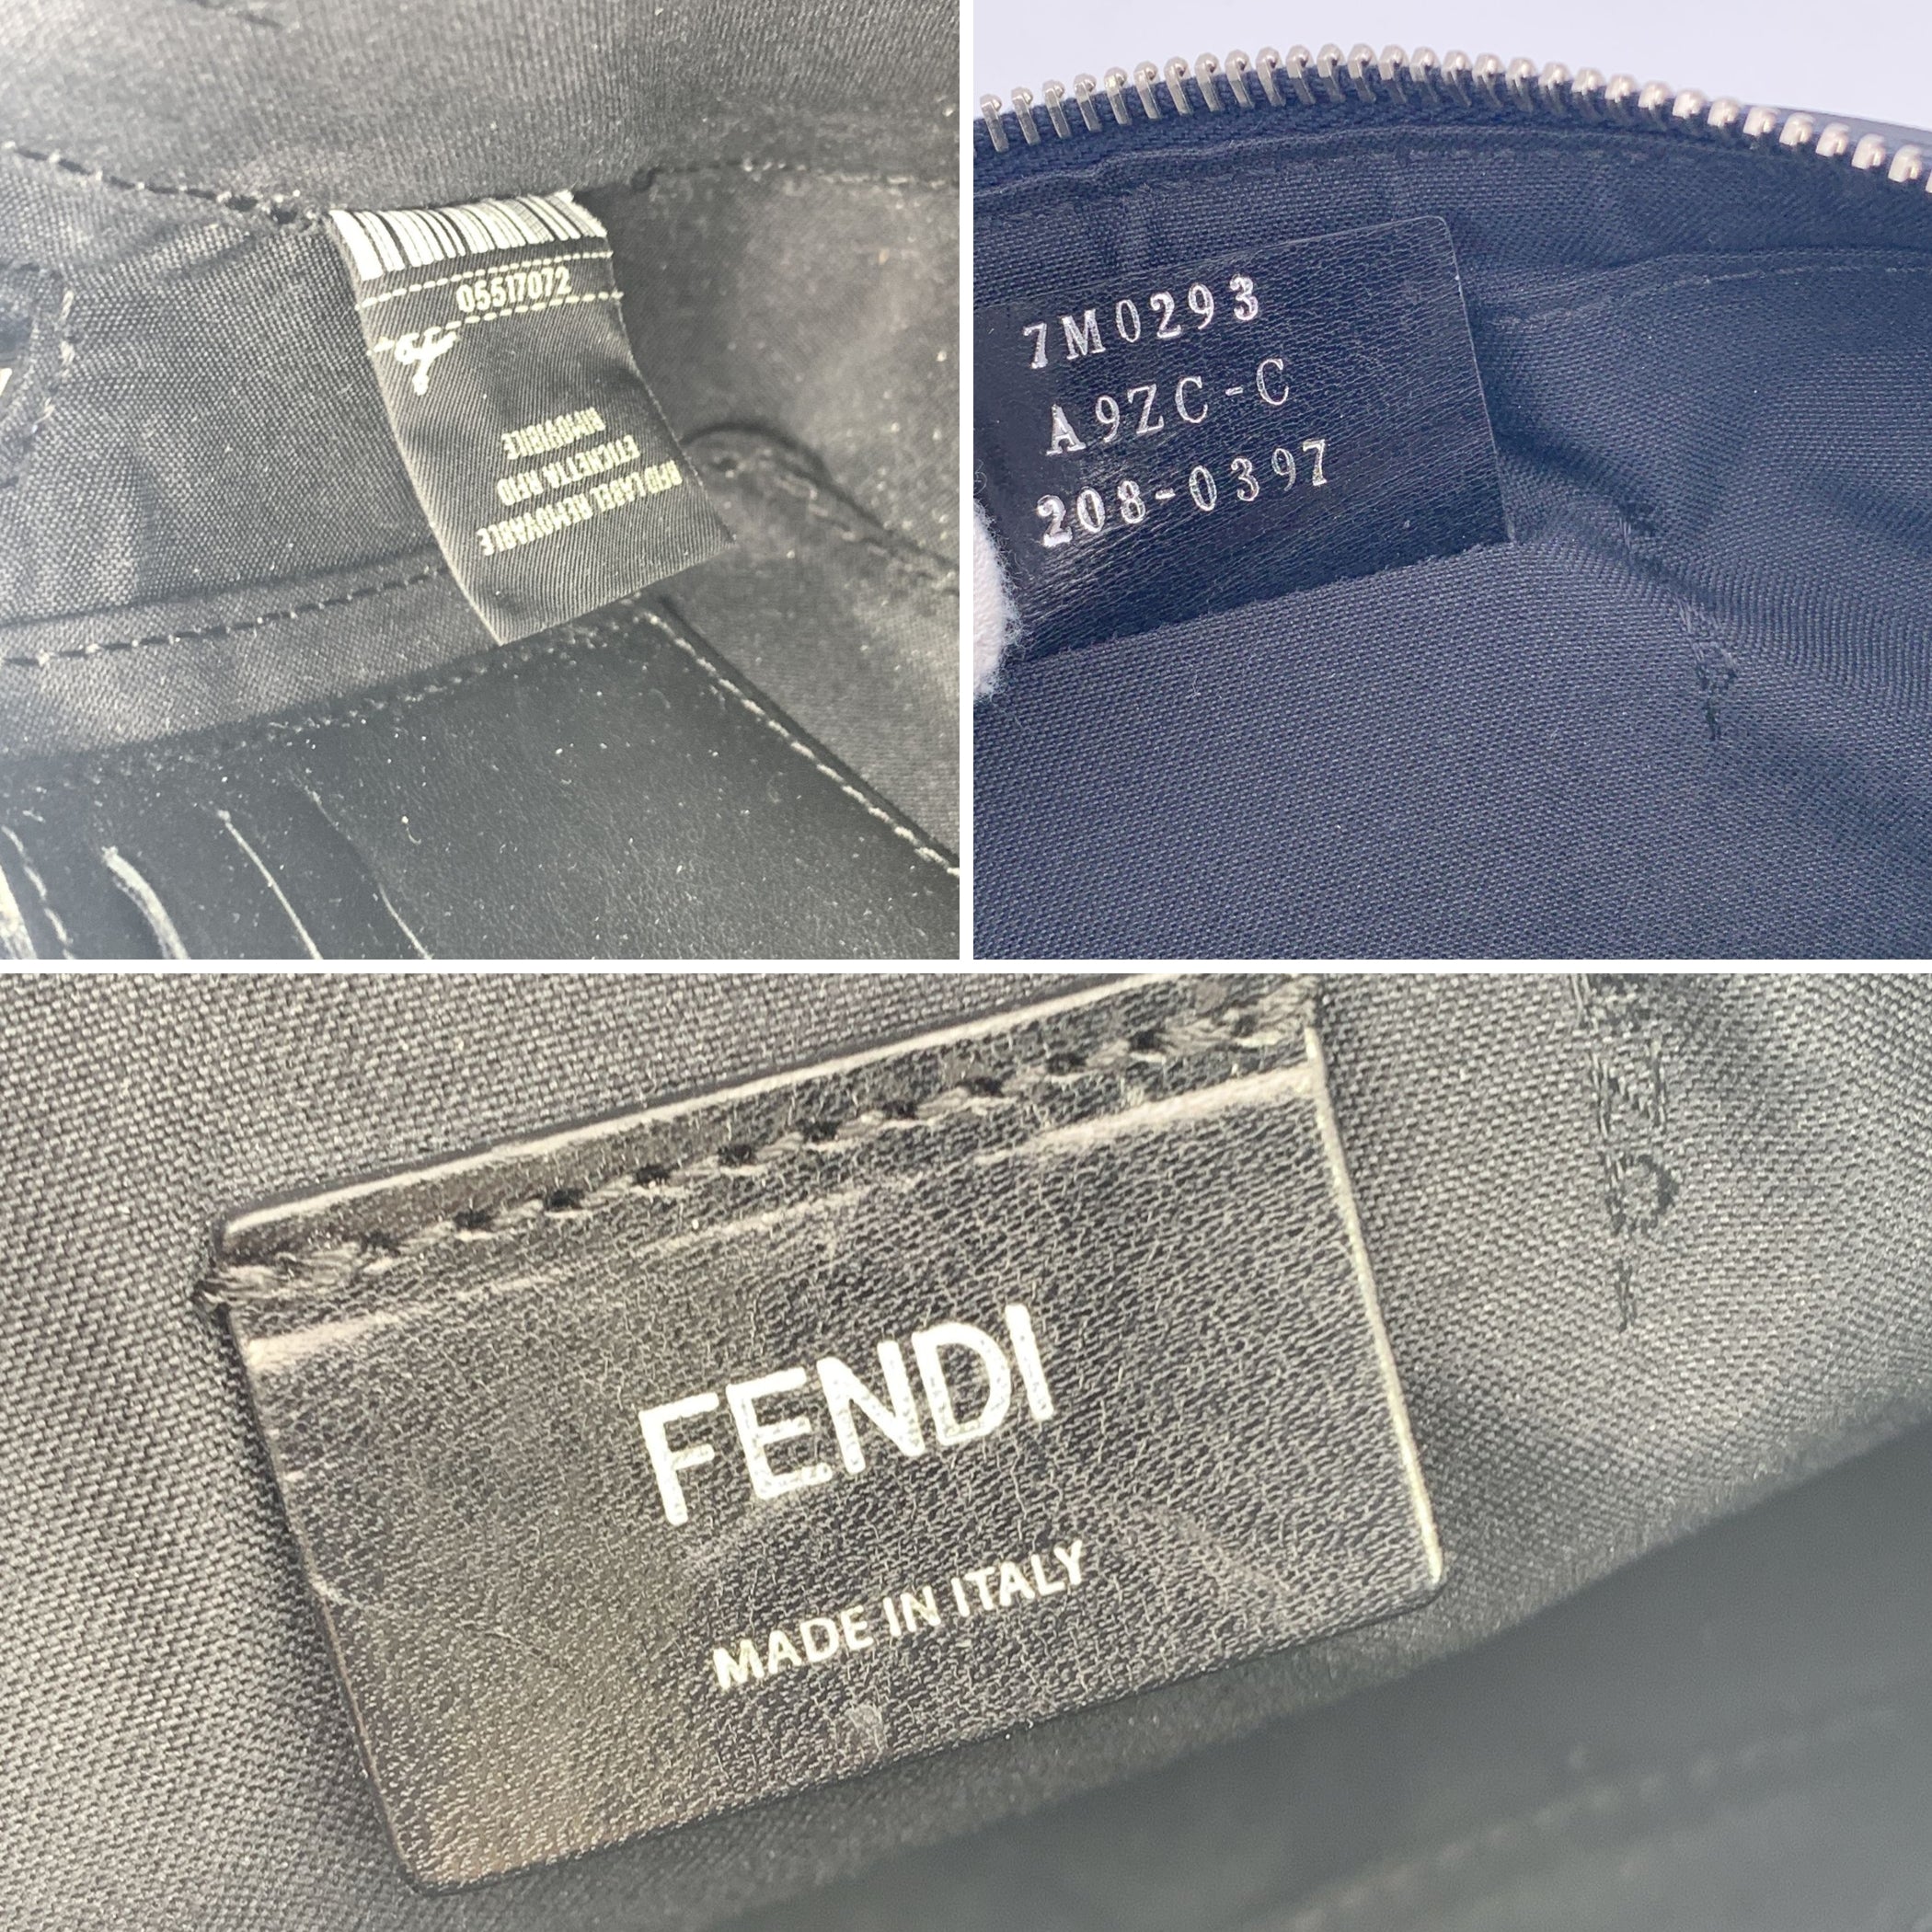 05517072
RFID LABEL REMOVABLE
ETICHETTA RFID
RIMOVIBILE
7M0293
A9ZC-C
208-0397
FENDI
MADE IN ITALY